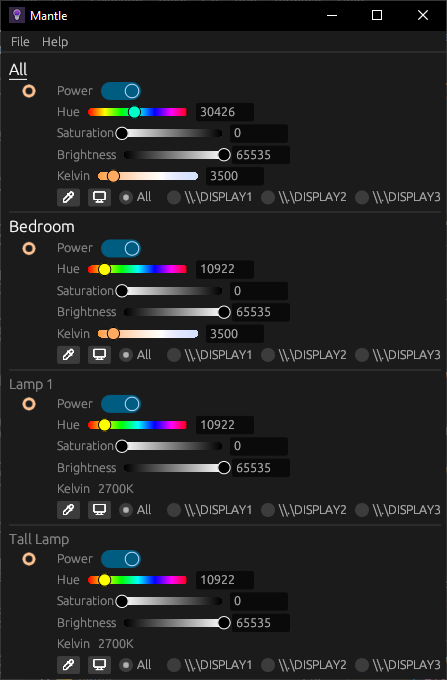 Mantle
File Help
All
Power
Hue 30426
Saturation 0
Brightness 65535
Kelvin 3500
All \\.\DISPLAY1 \\.\DISPLAY2 \\.\DISPLAY3
Bedroom
Power
Hue 10922
Saturation 0
Brightness 65535
Kelvin 3500
All \\.\DISPLAY1 \\.\DISPLAY2 \\.\DISPLAY3
Lamp 1
Power
Hue 10922
Saturation 0
Brightness 65535
Kelvin 2700K
All \\.\DISPLAY1 \\.\DISPLAY2 \\.\DISPLAY3
Tall Lamp
Power
Hue 10922
Saturation 0
Brightness 65535
Kelvin 2700K
All \\.\DISPLAY1 \\.\DISPLAY2 \\.\DISPLAY3